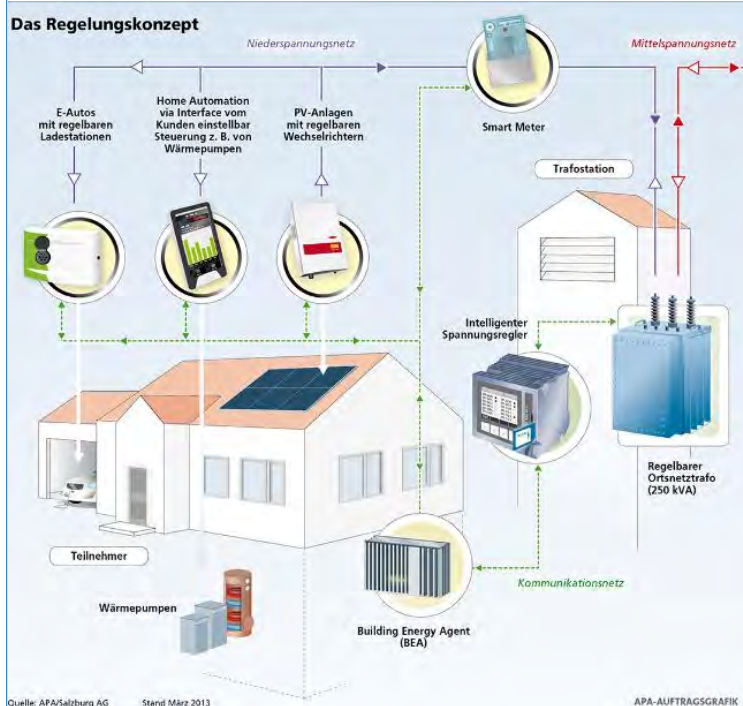 Das Regelungskonzept
Niederspannungsnetz
Mittelspannungsnetz
E-Autos
mit regelbaren
Ladestationen
Home Automation
via Interface vom
Kunden einstellbar
Steuerung z. B. von
Wärmepumpen
PV-Anlagen
mit regelbaren
Wechselrichtern
Smart Meter
Trafostation
Intelligenter
Spannungsregler
Regelbarer
Ortsnetztrafo
(250 kVA)
Teilnehmer
Wärmepumpen
Kommunikationsnetz
Building Energy Agent
(BEA)
Quelle: APA/Salzburg AG
Stand März 2013
APA-AUFTRAGSGRAFIK